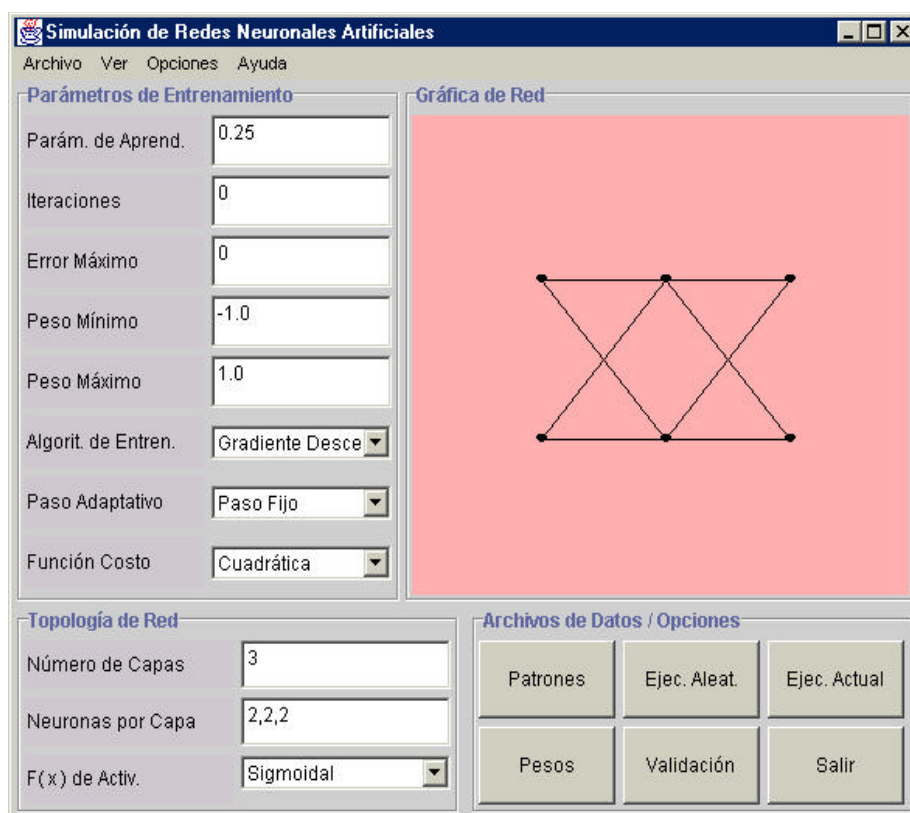 Simulación de Redes Neuronales Artificiales
Archivo Ver Opciones Ayuda
Parámetros de Entrenamiento
Parám. de Aprend. 0.25
Iteraciones 0
Error Máximo 0
Peso Mínimo -1.0
Peso Máximo 1.0
Algorit. de Entren. Gradiente Desce
Paso Adaptativo Paso Fijo
Función Costo Cuadrática
Gráfica de Red
Topología de Red
Número de Capas 3
Neuronas por Capa 2,2,2
F(x) de Activ. Sigmoidal
Archivos de Datos / Opciones
Patrones Ejec. Aleat. Ejec. Actual
Pesos Validación Salir